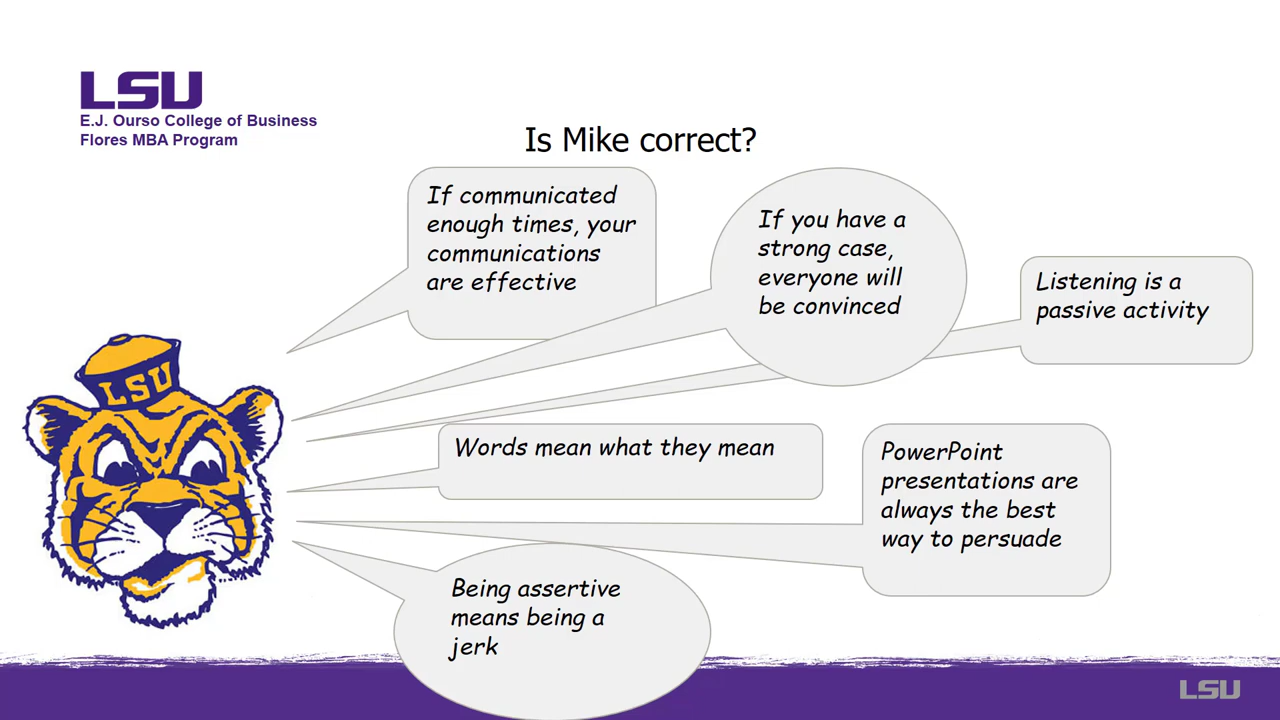 LSU
E.J. Ourso College of Business
Flores MBA Program
Is Mike correct?
If communicated
enough times, your
communications
are effective
If you have a
strong case,
everyone will
be convinced
Listening is a
passive activity
LSU
Words mean what they mean
PowerPoint
presentations are
always the best
way to persuade
Being assertive
means being a
jerk
LSU